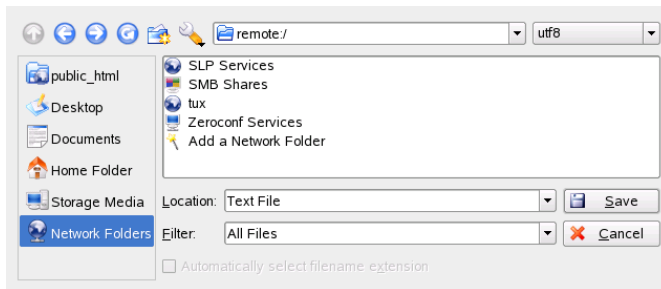 remote:/
utf8
public_html
Desktop
Documents
Home Folder
Storage Media
Network Folders
SLP Services
SMB Shares
tux
Zeroconf Services
Add a Network Folder
Location: Text File
Save
Filter: All Files
Cancel
Automatically select filename extension